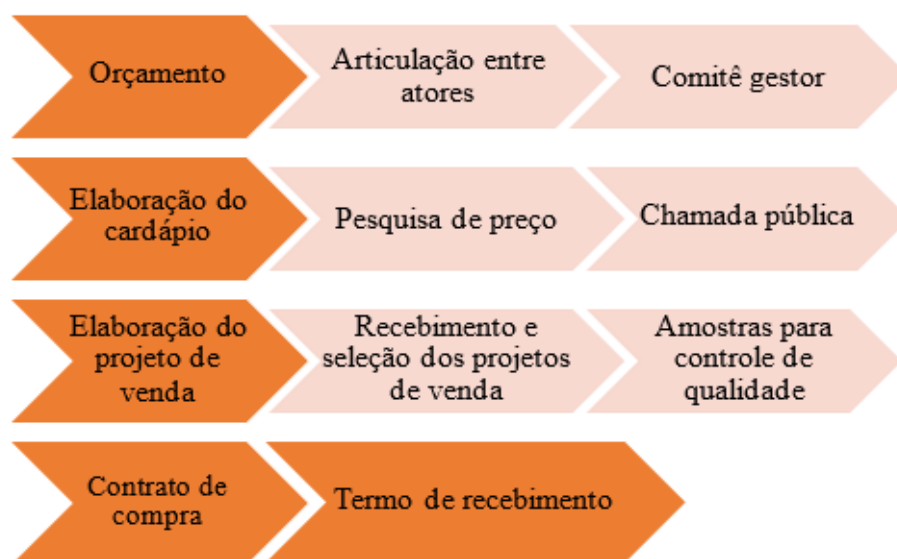 Orçamento
Articulação entre
atores
Comitê gestor
Elaboração do
cardápio
Pesquisa de preço
Chamada pública
Elaboração do
projeto de
venda
Recebimento e
seleção dos projetos
de venda
Amostras para
controle de
qualidade
Contrato de
compra
Termo de recebimento